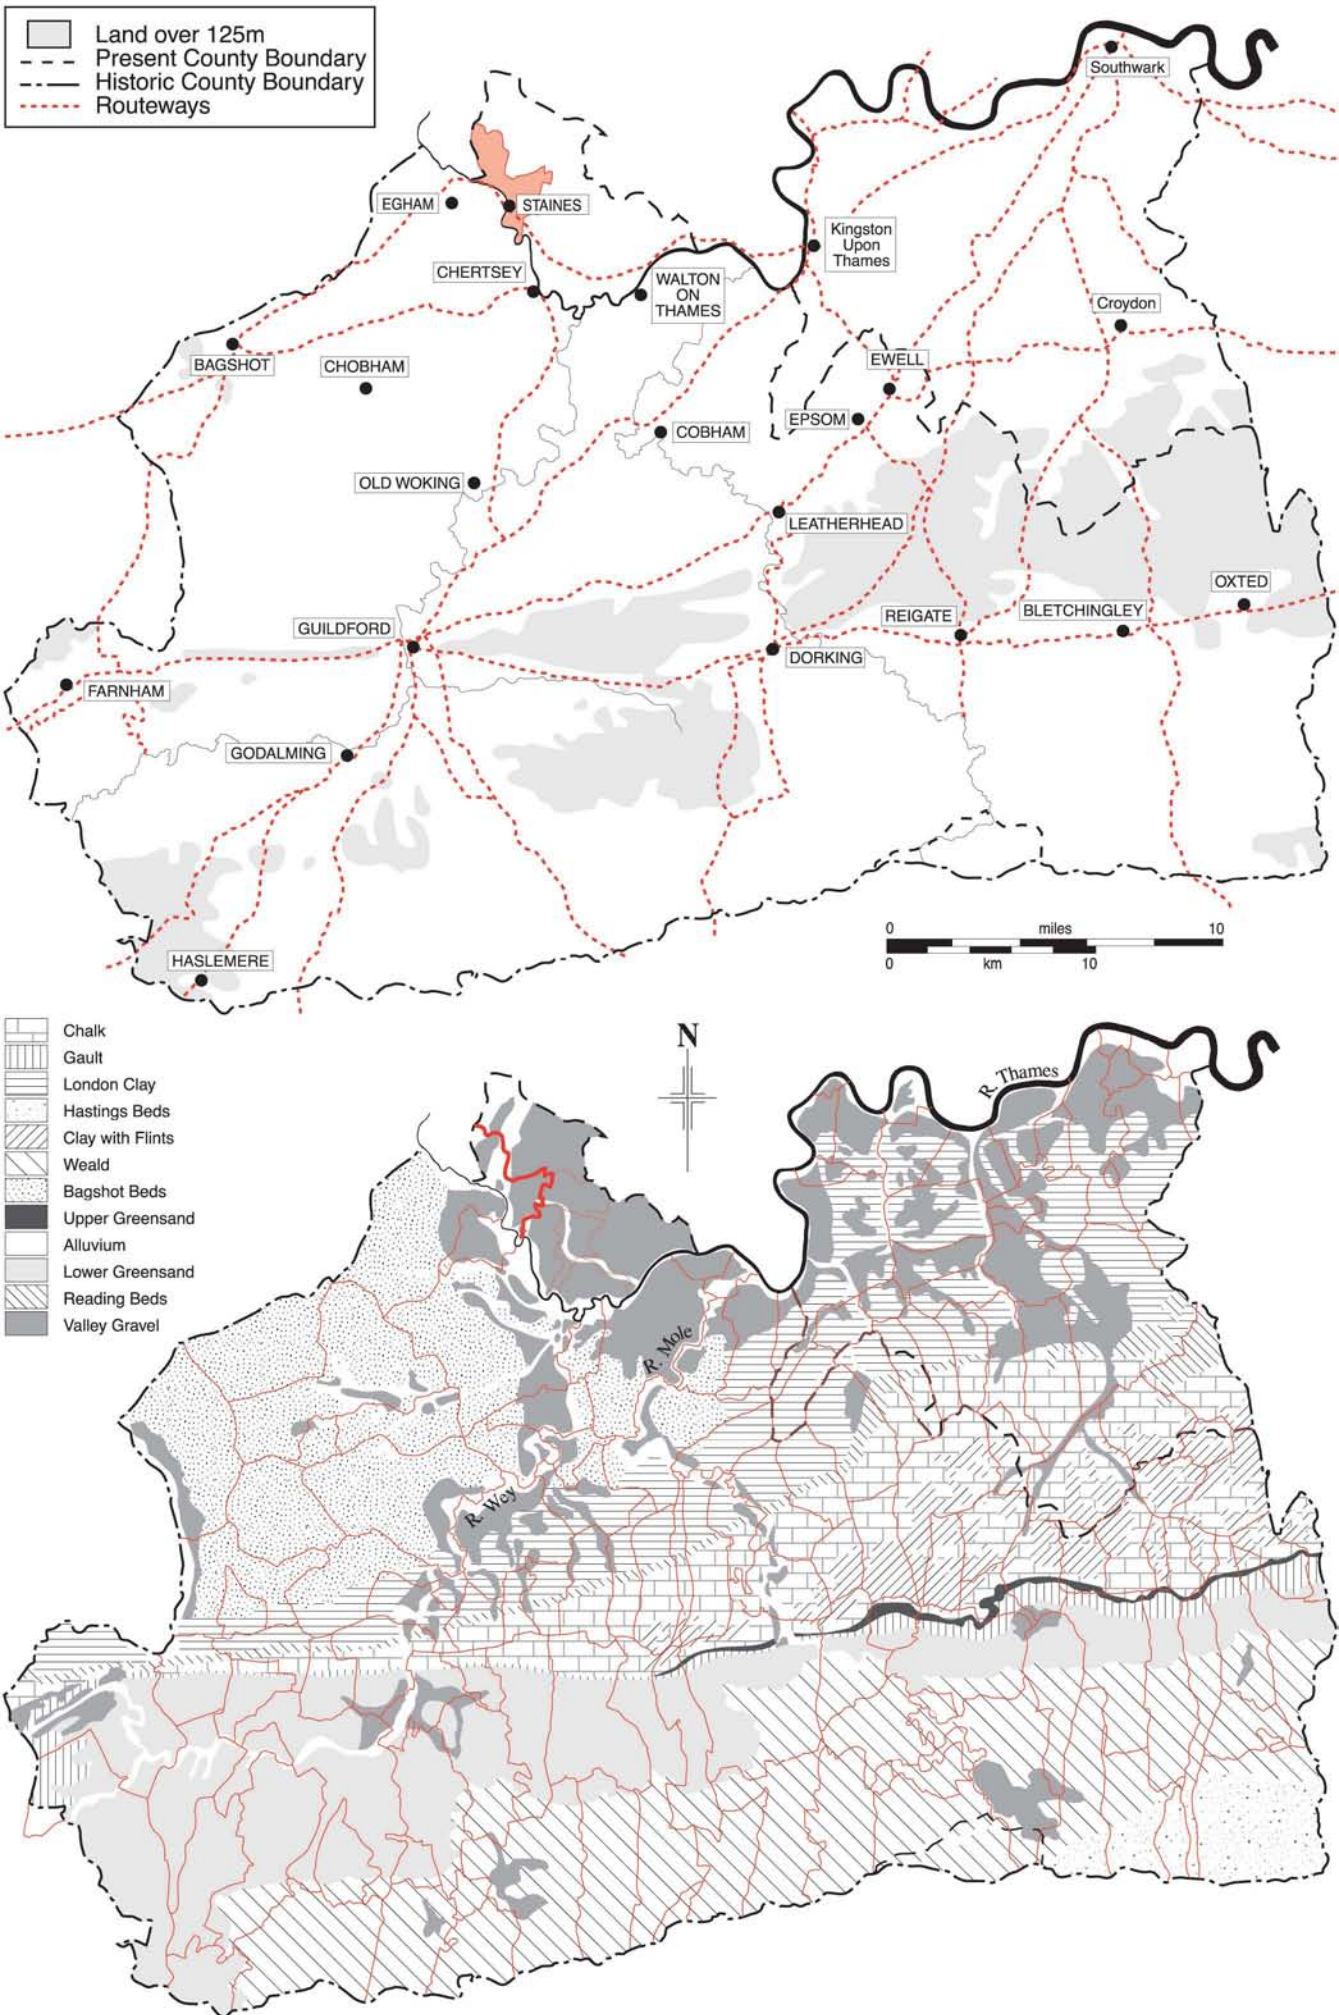 Land over 125m
Present County Boundary
Historic County Boundary
Routeways
Southwark
EGHAM
STAINES
Kingston
Upon
Thames
CHERTSEY
WALTON
ON
THAMES
Croydon
BAGSHOT
CHOBHAM
EWELL
EPSOM
COBHAM
OLD WOKING
LEATHERHEAD
OXTED
GUILDFORD
REIGATE
BLETCHINGLEY
DORKING
FARNHAM
GODALMING
0 miles 10
0 km 10
HASLEMERE
Chalk
Gault
London Clay
Hastings Beds
Clay with Flints
Weald
Bagshot Beds
Upper Greensand
Alluvium
Lower Greensand
Reading Beds
Valley Gravel
N
R. Thames
R. Mole
R. Wey